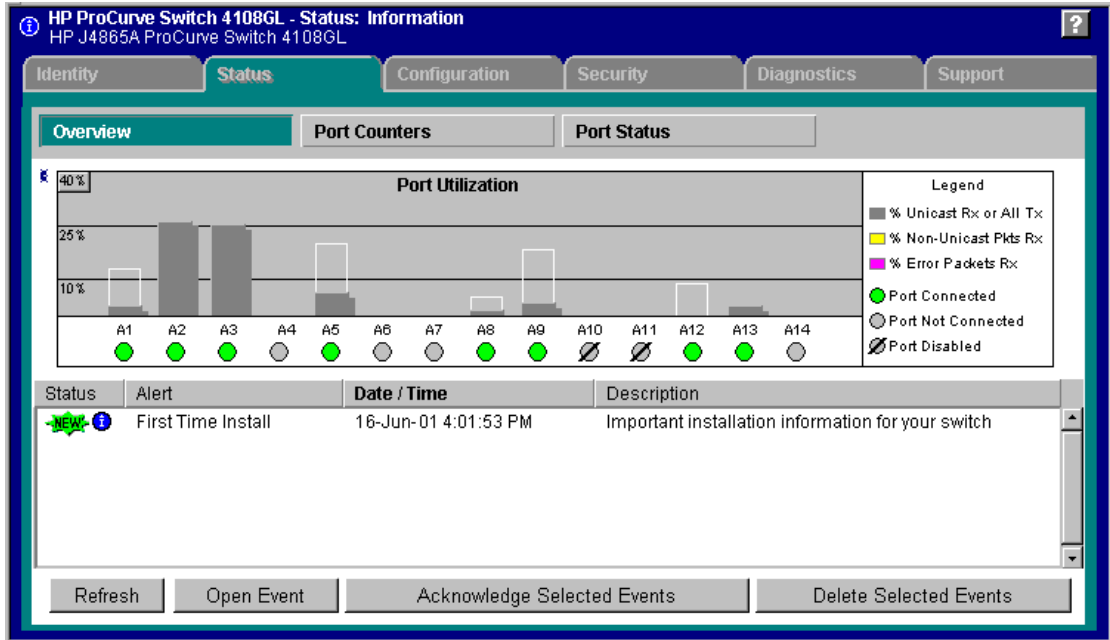 HP ProCurve Switch 4108GL - Status: Information
HP J4865A ProCurve Switch 4108GL
?
Identity Status Configuration Security Diagnostics Support
Overview Port Counters Port Status
40% Port Utilization
25%
10%
A1 A2 A3 A4 A5 A6 A7 A8 A9 A10 A11 A12 A13 A14
Legend
% Unicast Rx or All Tx
% Non-Unicast Pkts Rx
% Error Packets Rx
Port Connected
Port Not Connected
Port Disabled
Status Alert Date / Time Description
NEW First Time Install 16-Jun-01 4:01:53 PM Important installation information for your switch
Refresh Open Event Acknowledge Selected Events Delete Selected Events